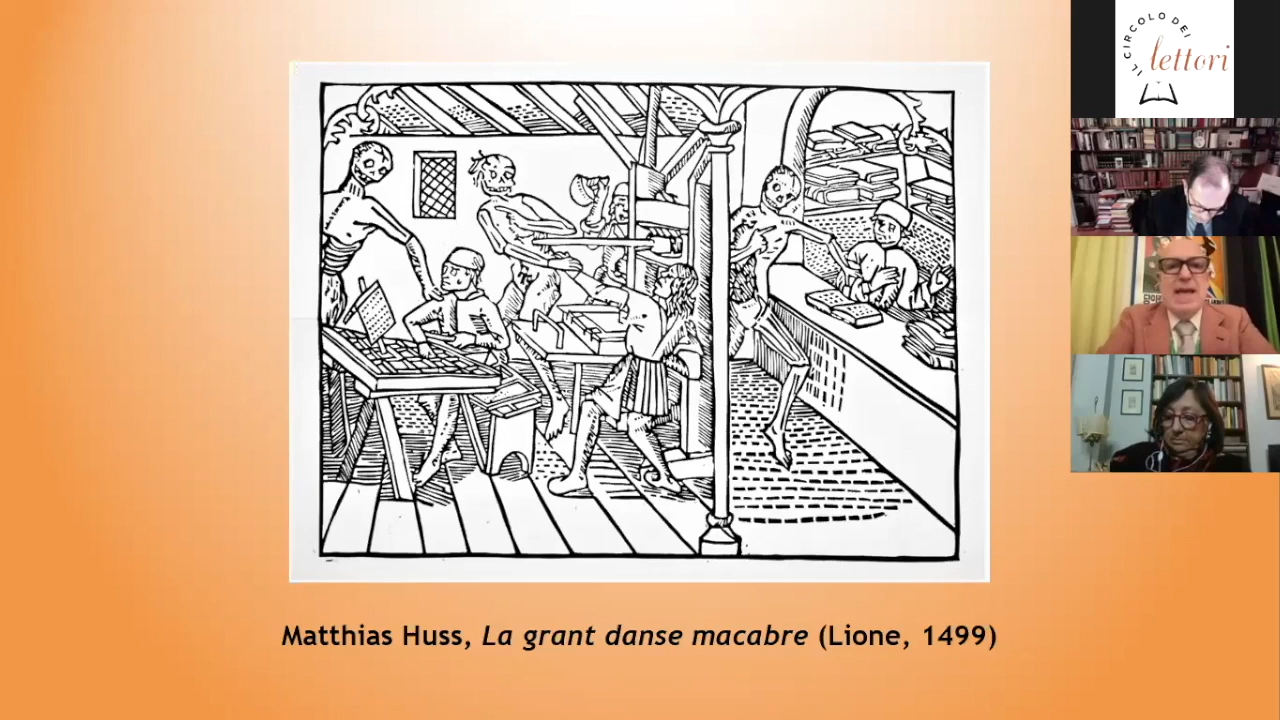 IL CIRCOLO DEI
lettori
Matthias Huss, La grant danse macabre (Lione, 1499)